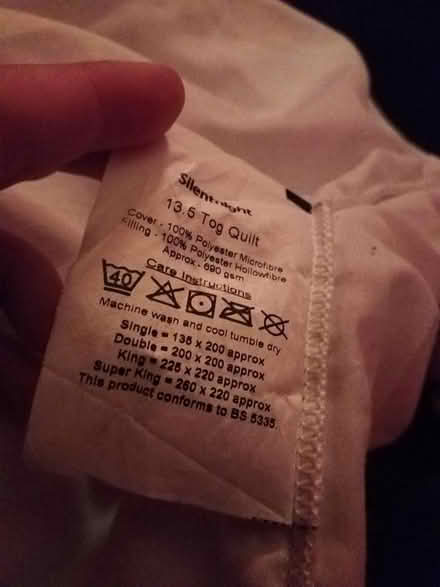 Silentnight
13.5 Tog Quilt
Cover - 100% Polyester Microfibre
Filling - 100% Polyester Hollowfibre
Approx - 690 gsm
Care Instructions
40
Machine wash and cool tumble dry
Single = 135 x 200 approx
Double = 200 x 200 approx
King = 225 x 220 approx
Super King = 260 x 220 approx
This product conforms to BS 5335.